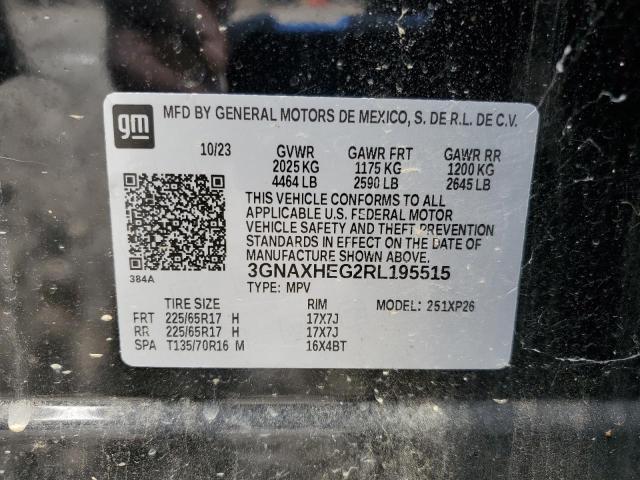 gm
MFD BY GENERAL MOTORS DE MEXICO, S. DE R.L. DE C.V.
10/23 GVWR GAWR FRT GAWR RR
2025 KG 1175 KG 1200 KG
4464 LB 2590 LB 2645 LB
THIS VEHICLE CONFORMS TO ALL
APPLICABLE U.S. FEDERAL MOTOR
VEHICLE SAFETY AND THEFT PREVENTION
STANDARDS IN EFFECT ON THE DATE OF
MANUFACTURE SHOWN ABOVE.
384A
3GNAXHEG2RL195515
TYPE: MPV
TIRE SIZE RIM MODEL: 251XP26
FRT 225/65R17 H 17X7J
RR 225/65R17 H 17X7J
SPA T135/70R16 M 16X4BT